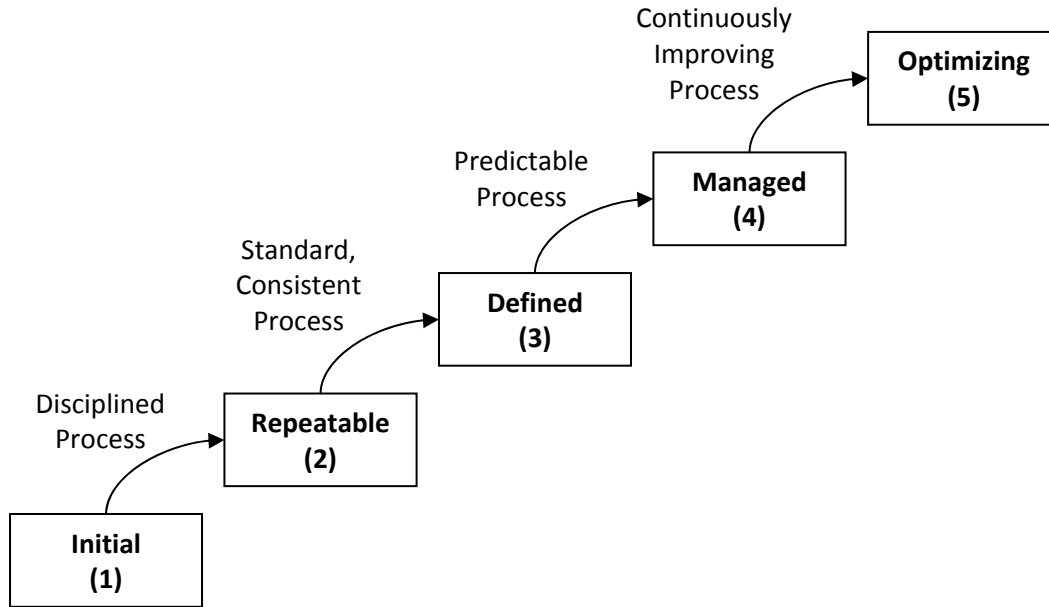 Continuously
Improving
Process
Optimizing
(5)
Predictable
Process
Managed
(4)
Standard,
Consistent
Process
Defined
(3)
Disciplined
Process
Repeatable
(2)
Initial
(1)